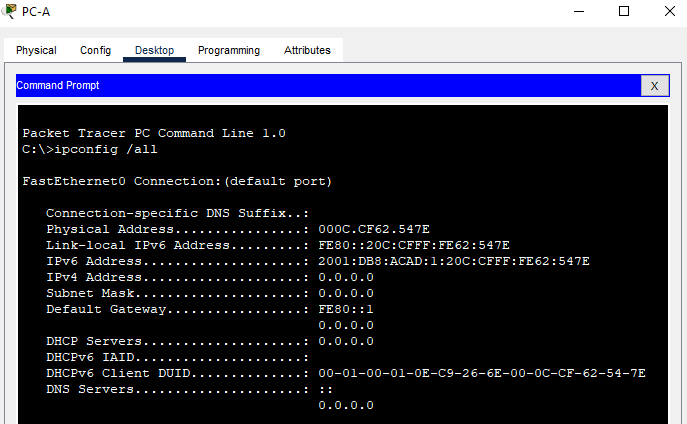 PC-A
Physical Config Desktop Programming Attributes
Command Prompt X
Packet Tracer PC Command Line 1.0
C:\>ipconfig /all
FastEthernet0 Connection:(default port)
Connection-specific DNS Suffix..:
Physical Address................: 000C.CF62.547E
Link-local IPv6 Address.........: FE80::20C:CFFF:FE62:547E
IPv6 Address....................: 2001:DB8:ACAD:1:20C:CFFF:FE62:547E
IPv4 Address....................: 0.0.0.0
Subnet Mask.....................: 0.0.0.0
Default Gateway.................: FE80::1
0.0.0.0
DHCP Servers....................: 0.0.0.0
DHCPv6 IAID.....................:
DHCPv6 Client DUID..............: 00-01-00-01-0E-C9-26-6E-00-0C-CF-62-54-7E
DNS Servers.....................: ::
0.0.0.0